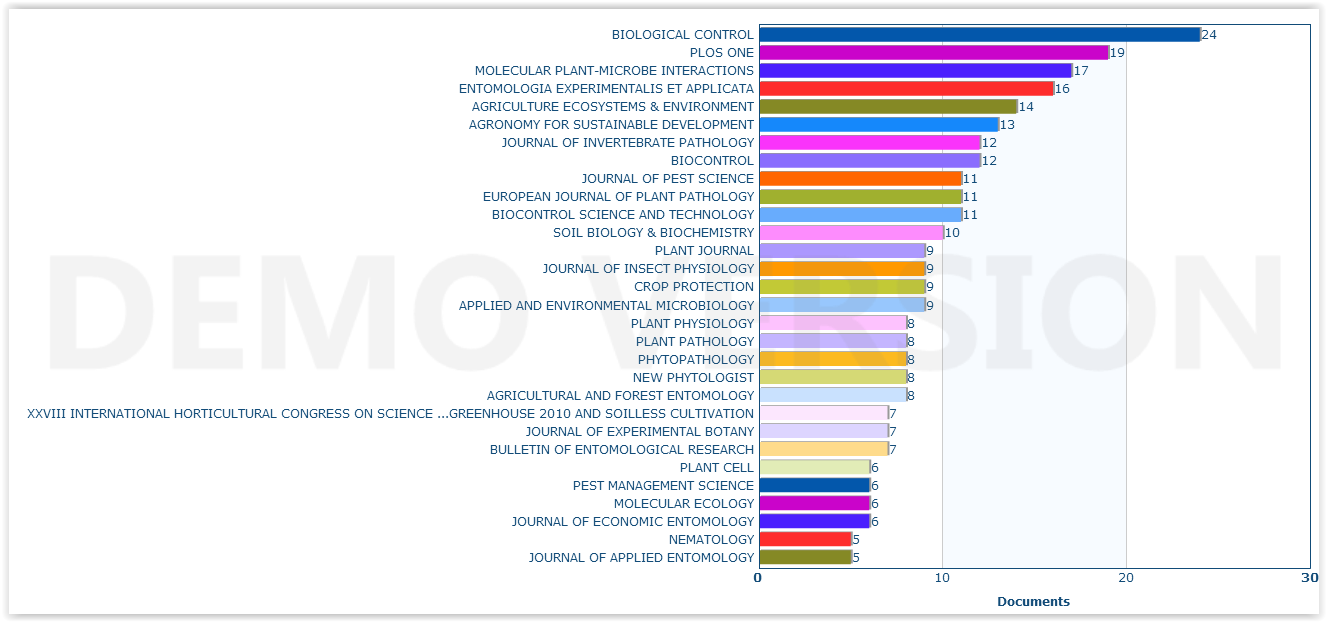 BIOLOGICAL CONTROL 24
PLOS ONE 19
MOLECULAR PLANT-MICROBE INTERACTIONS 17
ENTOMOLOGIA EXPERIMENTALIS ET APPLICATA 16
AGRICULTURE ECOSYSTEMS & ENVIRONMENT 14
AGRONOMY FOR SUSTAINABLE DEVELOPMENT 13
JOURNAL OF INVERTEBRATE PATHOLOGY 12
BIOCONTROL 12
JOURNAL OF PEST SCIENCE 11
EUROPEAN JOURNAL OF PLANT PATHOLOGY 11
BIOCONTROL SCIENCE AND TECHNOLOGY 11
SOIL BIOLOGY & BIOCHEMISTRY 10
PLANT JOURNAL 9
JOURNAL OF INSECT PHYSIOLOGY 9
CROP PROTECTION 9
APPLIED AND ENVIRONMENTAL MICROBIOLOGY 9
DEMO VERSION
PLANT PHYSIOLOGY 8
PLANT PATHOLOGY 8
PHYTOPATHOLOGY 8
NEW PHYTOLOGIST 8
AGRICULTURAL AND FOREST ENTOMOLOGY 8
XXVIII INTERNATIONAL HORTICULTURAL CONGRESS ON SCIENCE ...GREENHOUSE 2010 AND SOILLESS CULTIVATION 7
JOURNAL OF EXPERIMENTAL BOTANY 7
BULLETIN OF ENTOMOLOGICAL RESEARCH 7
PLANT CELL 6
PEST MANAGEMENT SCIENCE 6
MOLECULAR ECOLOGY 6
JOURNAL OF ECONOMIC ENTOMOLOGY 6
NEMATOLOGY 5
JOURNAL OF APPLIED ENTOMOLOGY 5
0 10 20 30
Documents